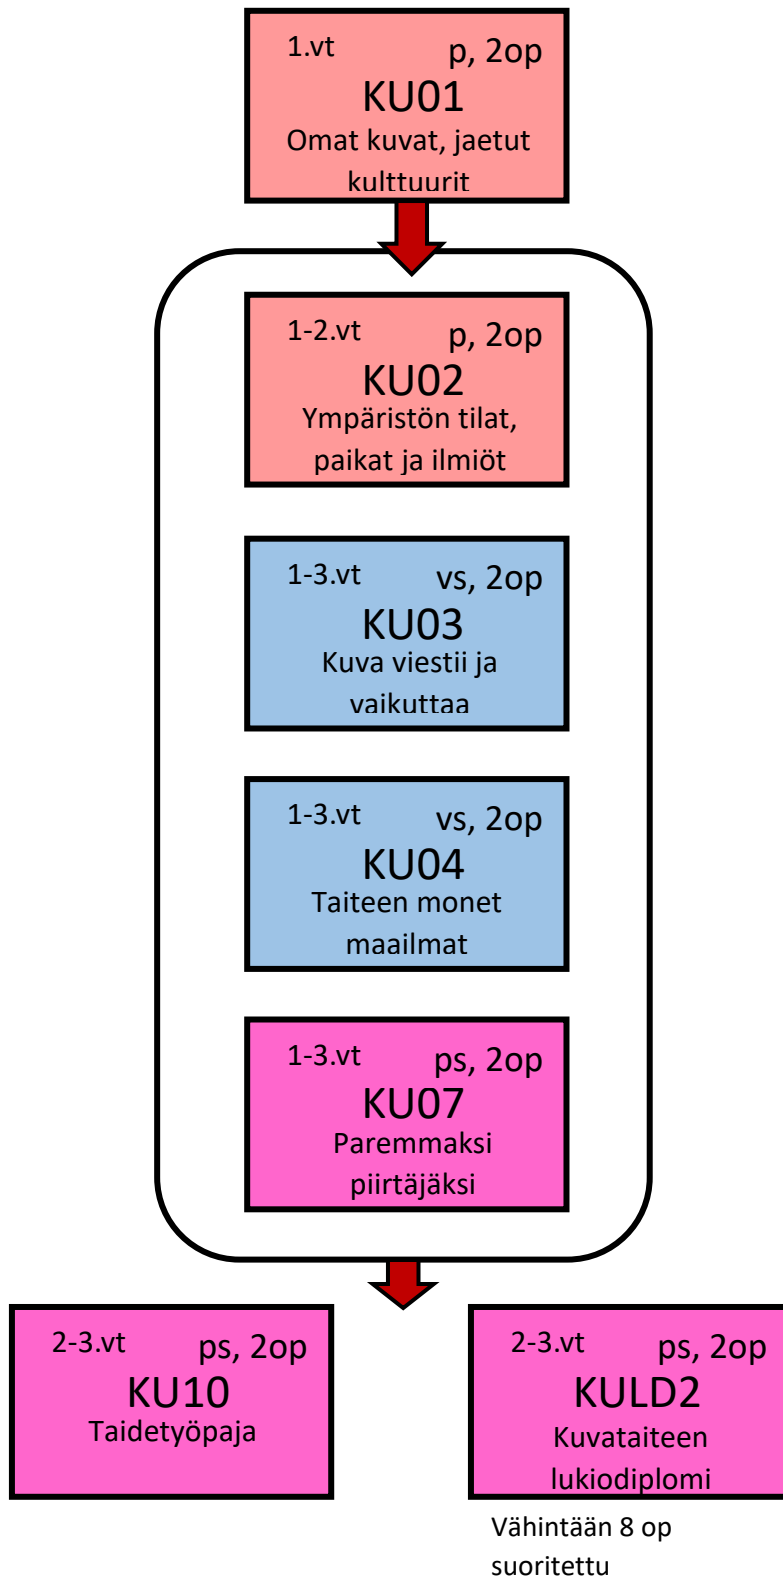 1.vt p, 2op
KU01
Omat kuvat, jaetut
kulttuurit
1-2.vt p, 2op
KU02
Ympäristön tilat,
paikat ja ilmiöt
1-3.vt vs, 2op
KU03
Kuva viestii ja
vaikuttaa
1-3.vt vs, 2op
KU04
Taiteen monet
maailmat
1-3.vt ps, 2op
KU07
Paremmaksi
piirtäjäksi
2-3.vt ps, 2op
KU10
Taidetyöpaja
2-3.vt ps, 2op
KULD2
Kuvataiteen
lukiodiplomi
Vähintään 8 op
suoritettu